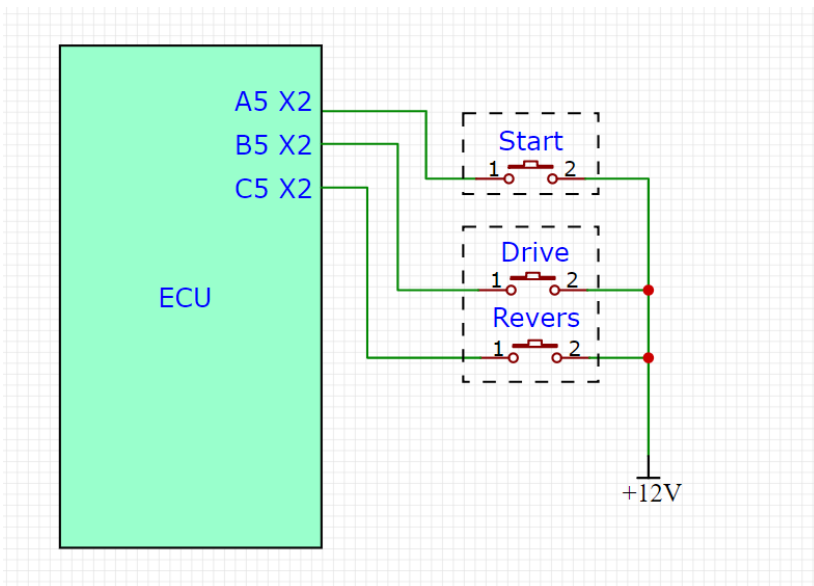 A5 X2
B5 X2
C5 X2
ECU
Start
1 2
Drive
1 2
Revers
1 2
+12V